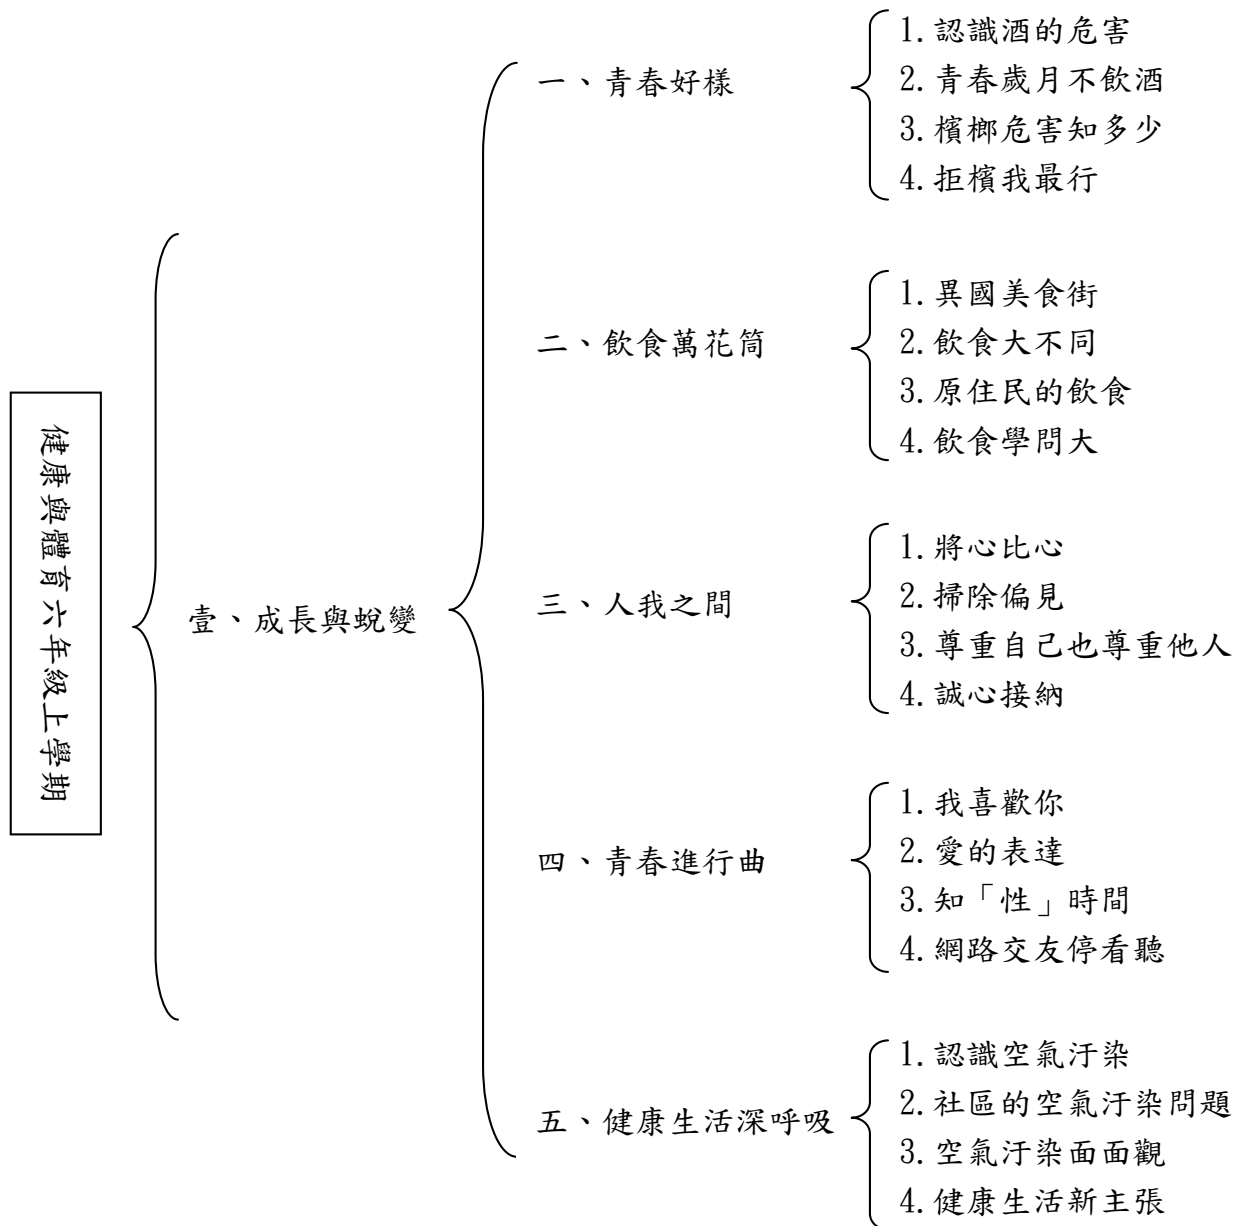 健康與體育六年級上學期
壹、成長與蛻變
一、青春好樣
1.認識酒的危害
2.青春歲月不飲酒
3.檳榔危害知多少
4.拒檳我最行
二、飲食萬花筒
1.異國美食街
2.飲食大不同
3.原住民的飲食
4.飲食學問大
三、人我之間
1.將心比心
2.掃除偏見
3.尊重自己也尊重他人
4.誠心接納
四、青春進行曲
1.我喜歡你
2.愛的表達
3.知「性」時間
4.網路交友停看聽
五、健康生活深呼吸
1.認識空氣汙染
2.社區的空氣汙染問題
3.空氣汙染面面觀
4.健康生活新主張